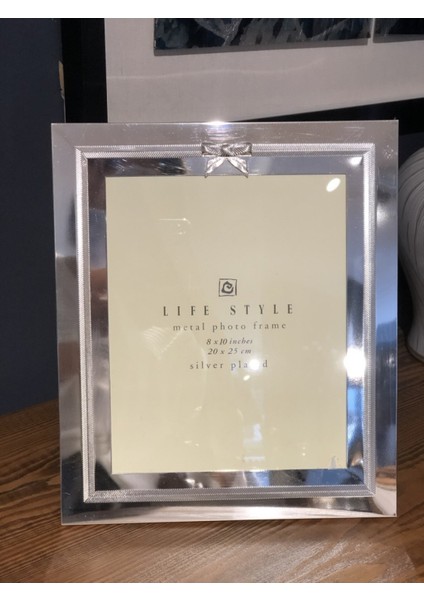 LIFE STYLE
metal photo frame
8 x 10 inches
20 x 25 cm
silver plated